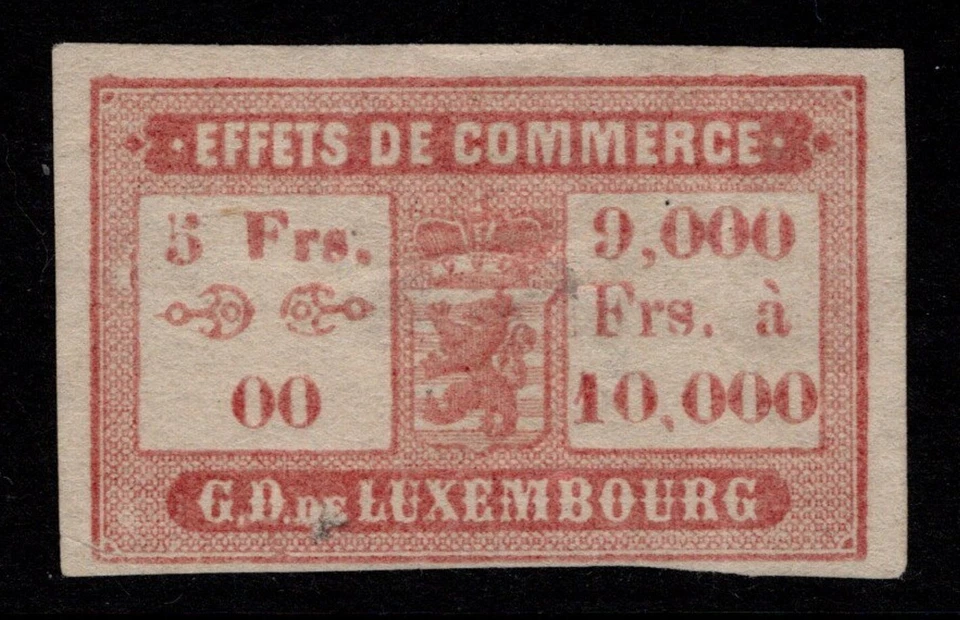 EFFETS DE COMMERCE
5 Frs.
00
9,000
Frs. à
10,000
G.D. DE LUXEMBOURG